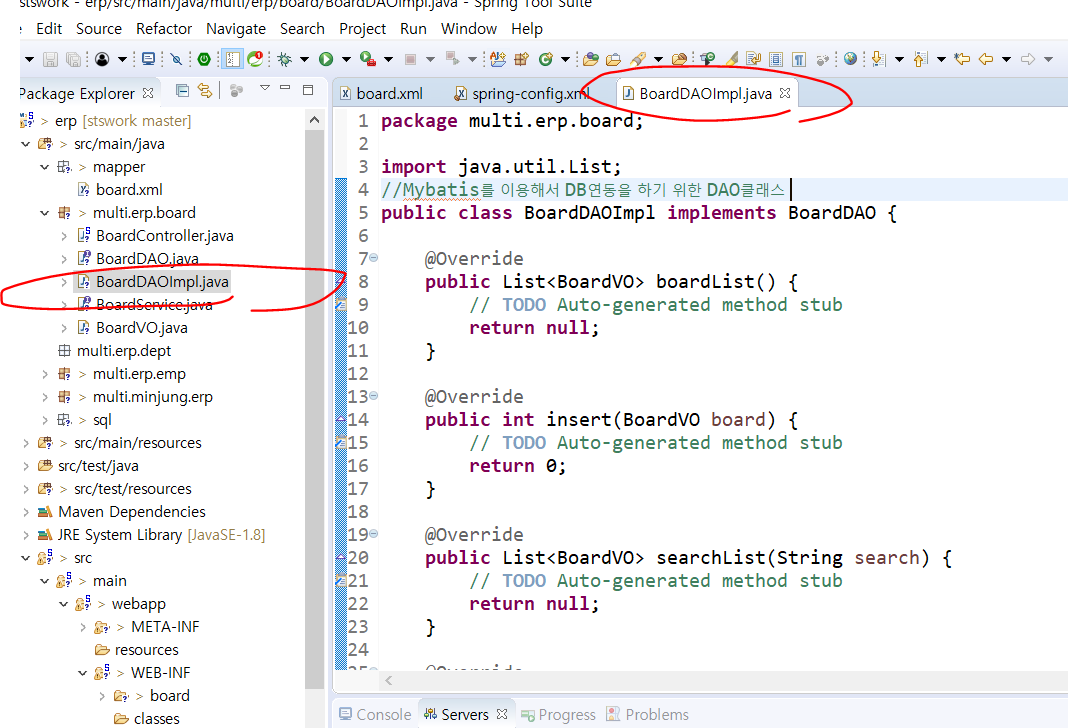 stswork - erp/src/main/java/multi/erp/board/BoardDAOImpl.java - Spring Tool Suite
Edit Source Refactor Navigate Search Project Run Window Help
Package Explorer
board.xml spring-config.xml BoardDAOImpl.java
> erp [stswork master]
> src/main/java
> mapper
board.xml
> multi.erp.board
> BoardController.java
> BoardDAO.java
> BoardDAOImpl.java
> BoardService.java
> BoardVO.java
multi.erp.dept
> multi.erp.emp
> multi.minjung.erp
> sql
> src/main/resources
> src/test/java
> src/test/resources
> Maven Dependencies
> JRE System Library [JavaSE-1.8]
> src
> main
> webapp
> META-INF
resources
> WEB-INF
> board
classes
1 package multi.erp.board;
2
3 import java.util.List;
4 //Mybatis를 이용해서 DB연동을 하기 위한 DAO클래스
5 public class BoardDAOImpl implements BoardDAO {
6
7 @Override
8 public List<BoardVO> boardList() {
9 // TODO Auto-generated method stub
10 return null;
11 }
12
13 @Override
14 public int insert(BoardVO board) {
15 // TODO Auto-generated method stub
16 return 0;
17 }
18
19 @Override
20 public List<BoardVO> searchList(String search) {
21 // TODO Auto-generated method stub
22 return null;
23 }
24
25 @Override
Console Servers Progress Problems